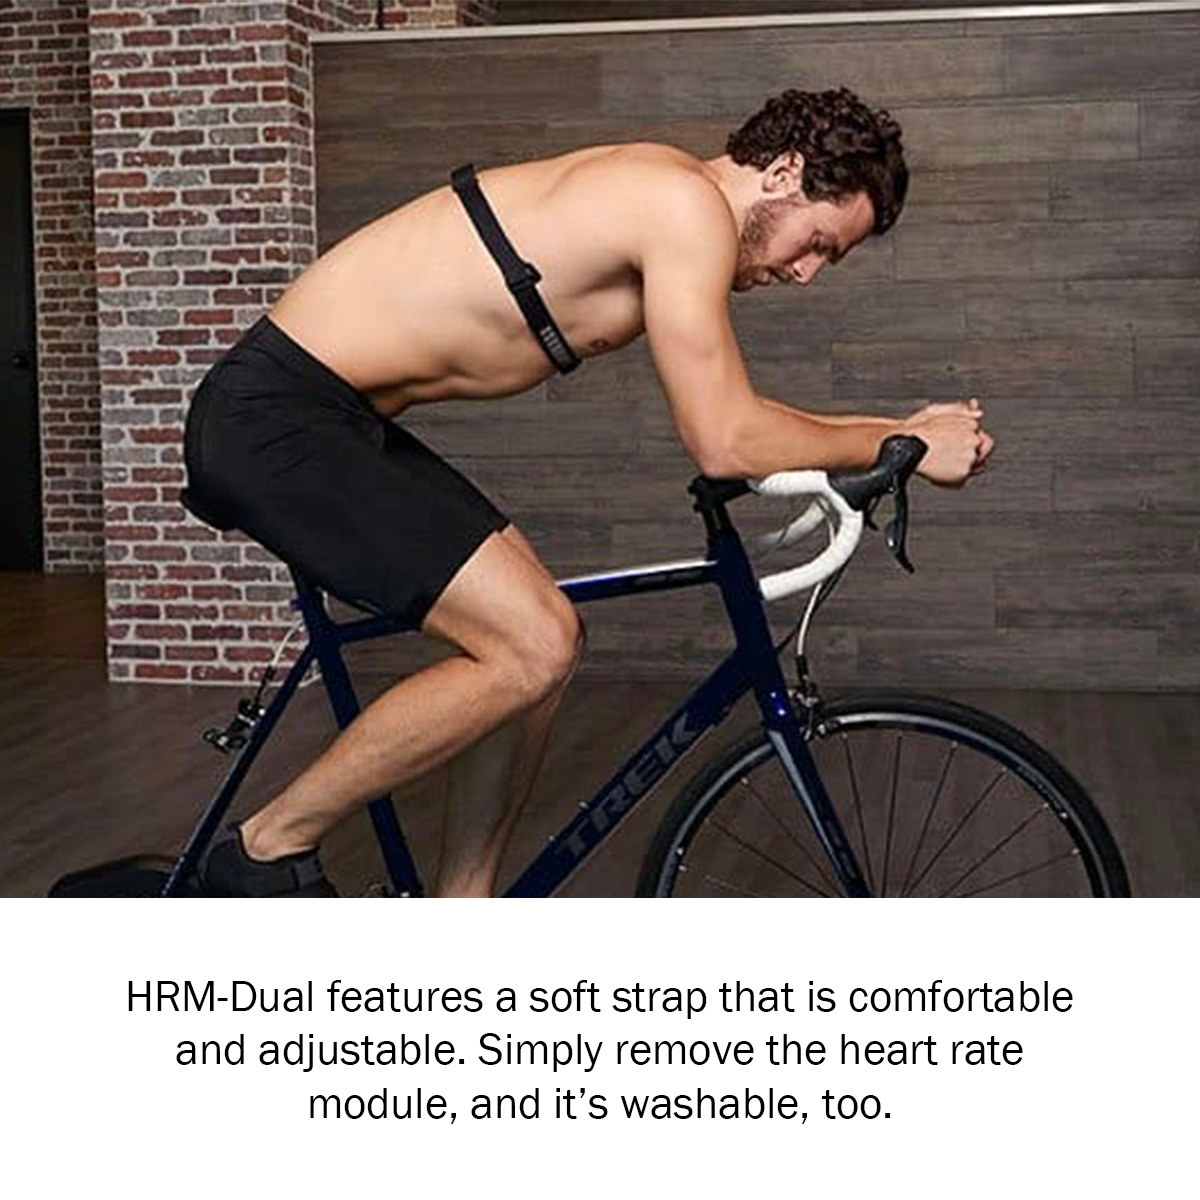 TREK
HRM-Dual features a soft strap that is comfortable
and adjustable. Simply remove the heart rate
module, and it’s washable, too.